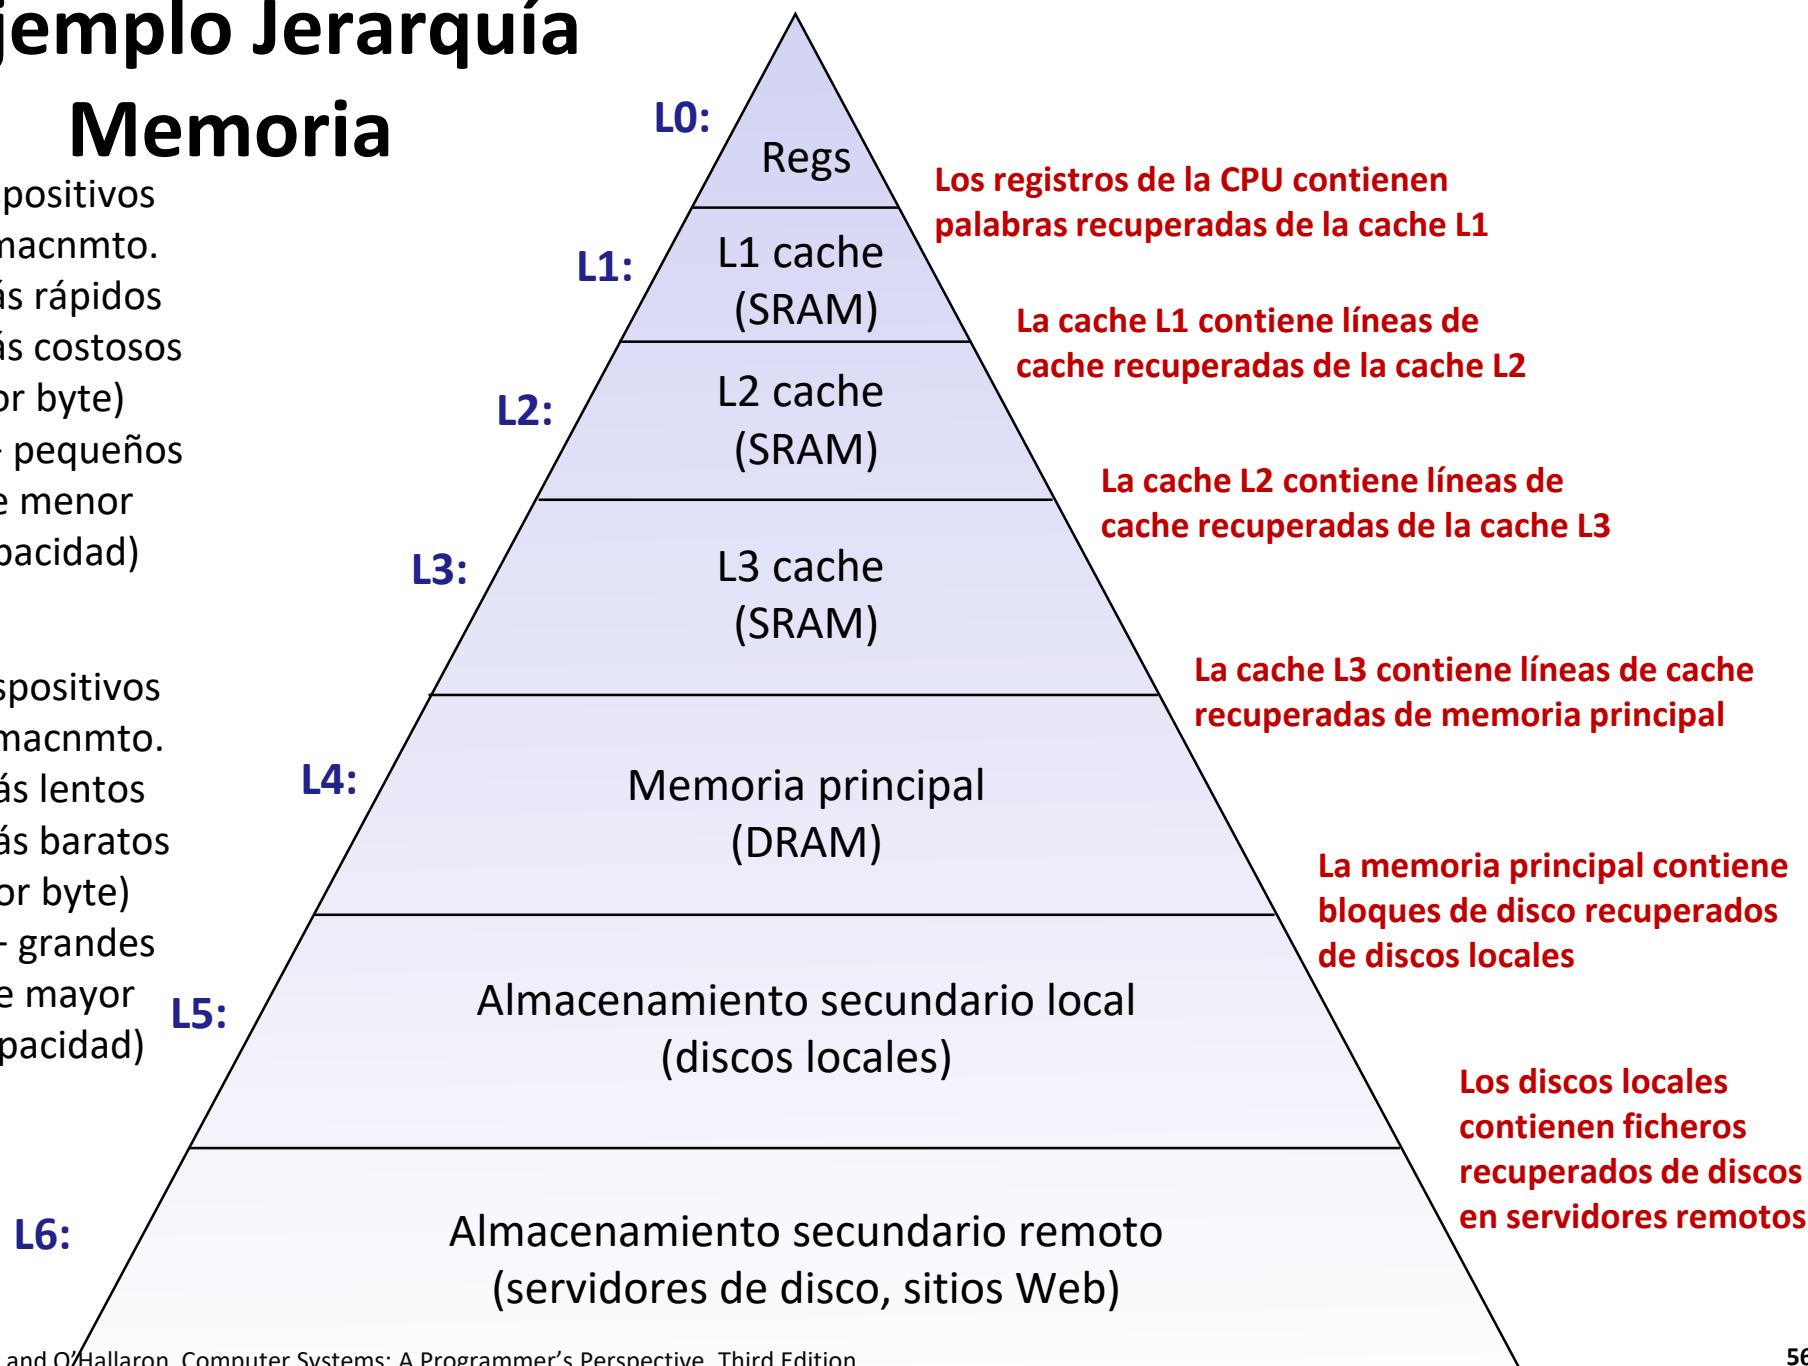 jemplo Jerarquía
Memoria
positivos
macnmto.
ás rápidos
ás costosos
or byte)
- pequeños
e menor
pacidad)
spositivos
macnmto.
ás lentos
ás baratos
or byte)
- grandes
e mayor
pacidad)
L0:
Regs
L1:
L1 cache
(SRAM)
L2:
L2 cache
(SRAM)
L3:
L3 cache
(SRAM)
L4:
Memoria principal
(DRAM)
L5:
Almacenamiento secundario local
(discos locales)
L6:
Almacenamiento secundario remoto
(servidores de disco, sitios Web)
Los registros de la CPU contienen
palabras recuperadas de la cache L1
La cache L1 contiene líneas de
cache recuperadas de la cache L2
La cache L2 contiene líneas de
cache recuperadas de la cache L3
La cache L3 contiene líneas de cache
recuperadas de memoria principal
La memoria principal contiene
bloques de disco recuperados
de discos locales
Los discos locales
contienen ficheros
recuperados de discos
en servidores remotos
and O'Hallaron, Computer Systems: A Programmer's Perspective, Third Edition
56